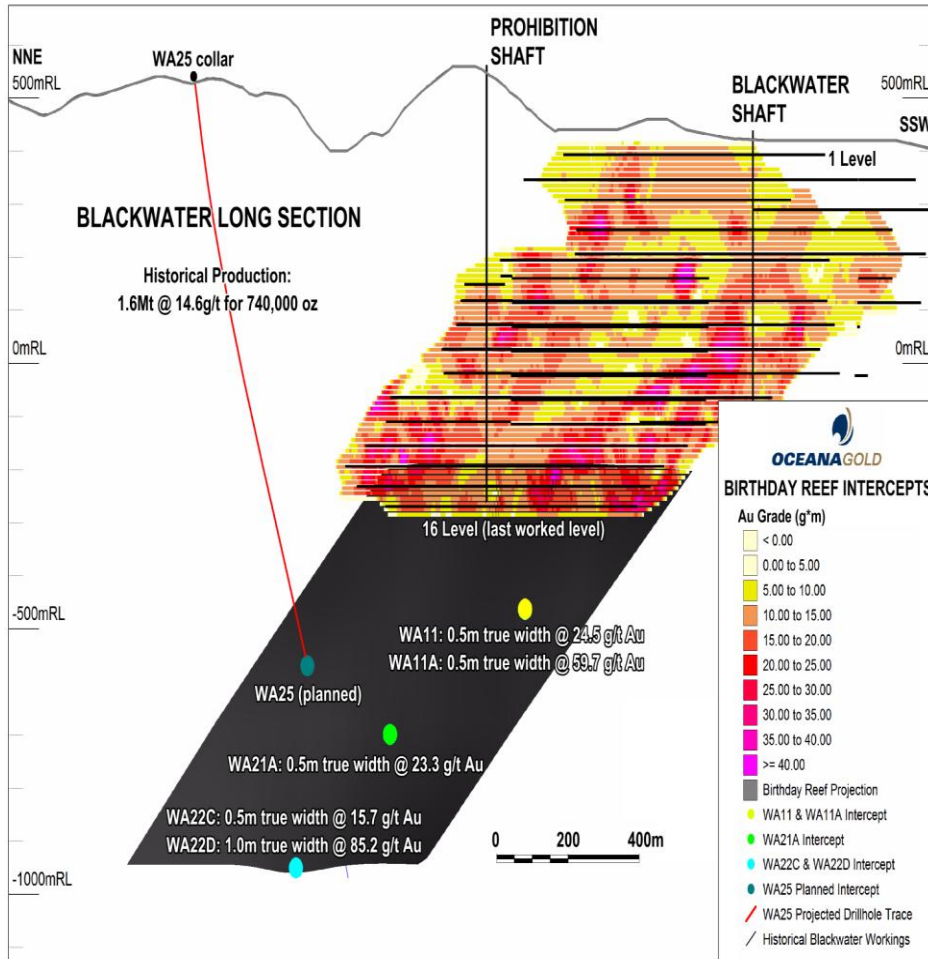 PROHIBITION
SHAFT
NNE
WA25 collar
500mRL
BLACKWATER
SHAFT
500mRL
SSW
1 Level
BLACKWATER LONG SECTION
Historical Production:
1.6Mt @ 14.6g/t for 740,000 oz
0mRL
0mRL
16 Level (last worked level)
-500mRL
WA11: 0.5m true width @ 24.5 g/t Au
WA11A: 0.5m true width @ 59.7 g/t Au
WA25 (planned)
WA21A: 0.5m true width @ 23.3 g/t Au
WA22C: 0.5m true width @ 15.7 g/t Au
WA22D: 1.0m true width @ 85.2 g/t Au
0 200 400m
-1000mRL
OCEANAGOLD
BIRTHDAY REEF INTERCEPTS
Au Grade (g*m)
< 0.00
0.00 to 5.00
5.00 to 10.00
10.00 to 15.00
15.00 to 20.00
20.00 to 25.00
25.00 to 30.00
30.00 to 35.00
35.00 to 40.00
>= 40.00
Birthday Reef Projection
WA11 & WA11A Intercept
WA21A Intercept
WA22C & WA22D Intercept
WA25 Planned Intercept
WA25 Projected Drillhole Trace
Historical Blackwater Workings